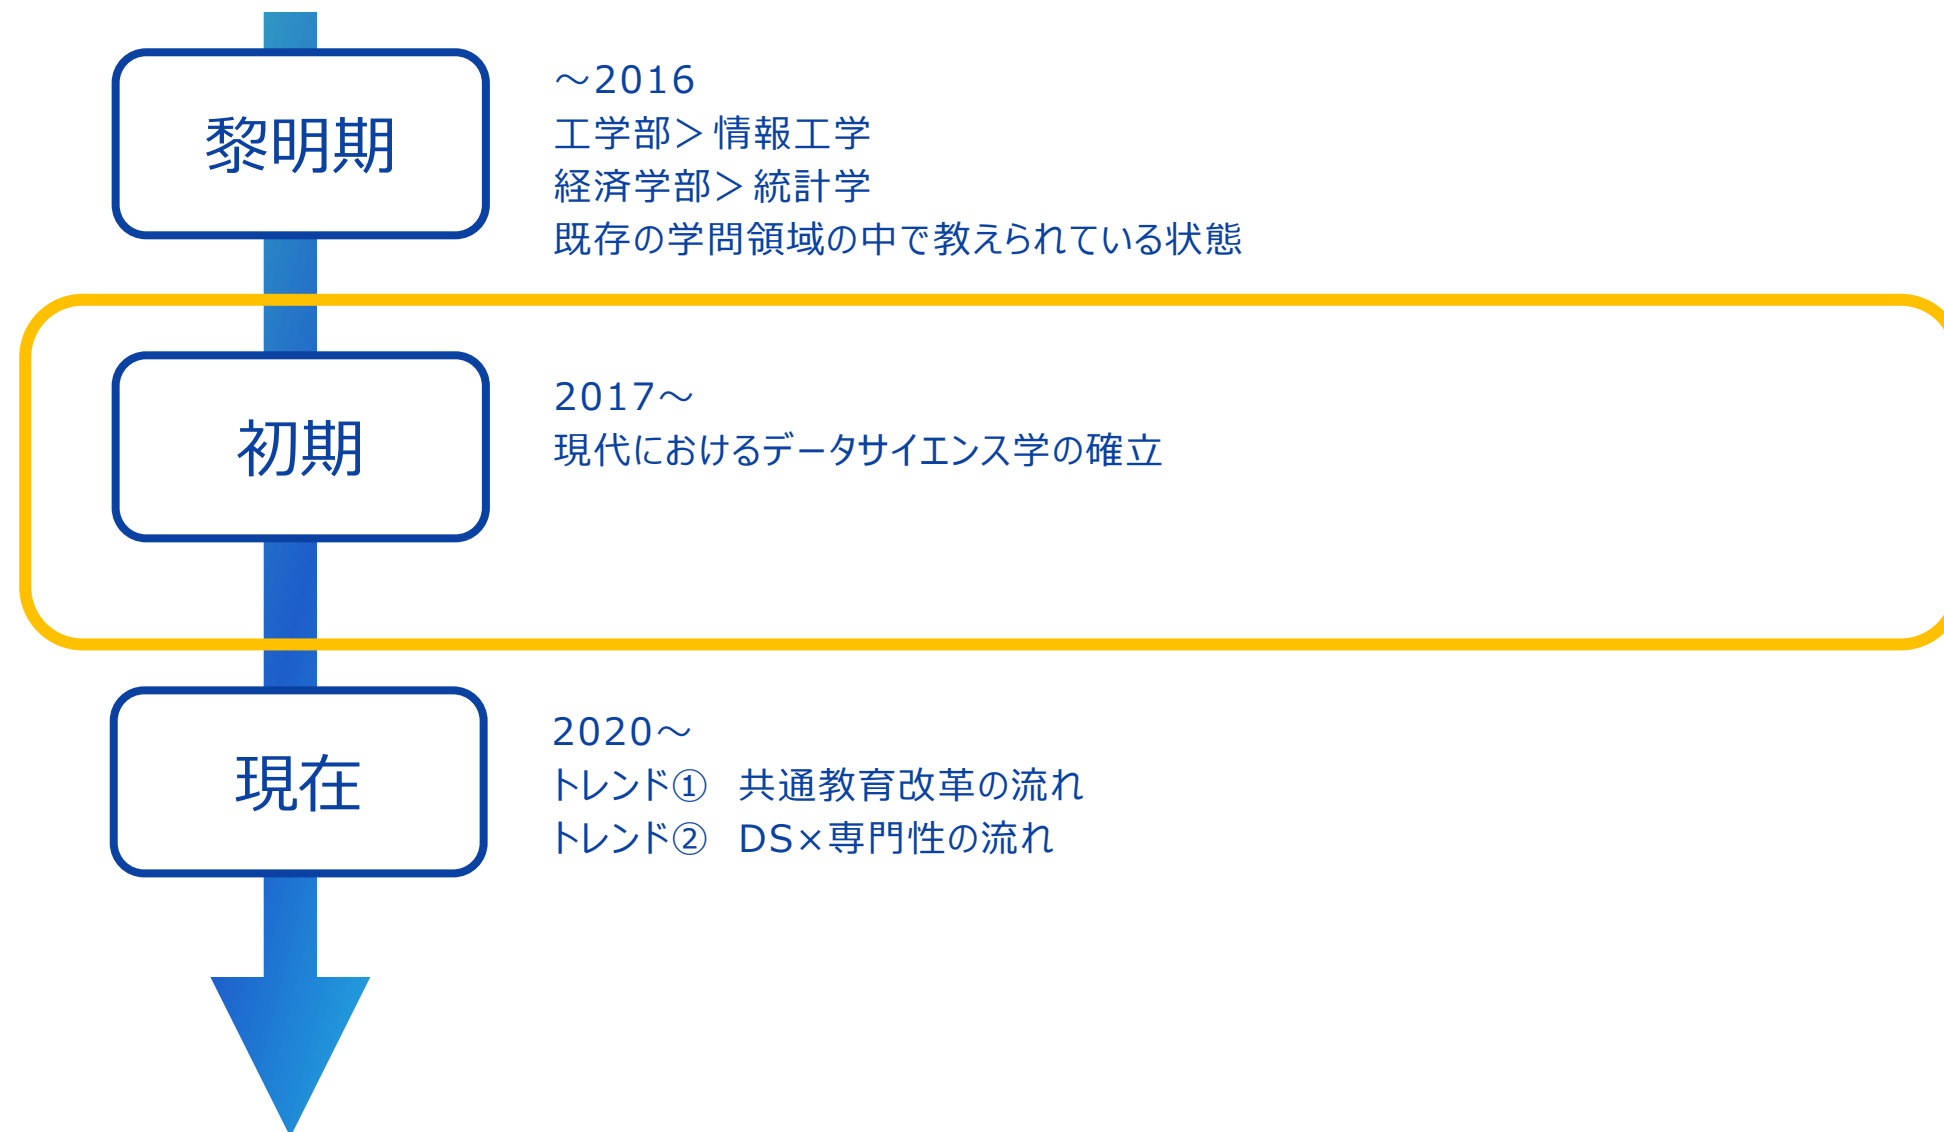 黎明期
～2016
工学部＞情報工学
経済学部＞統計学
既存の学問領域の中で教えられている状態
初期
2017～
現代におけるデータサイエンス学の確立
現在
2020～
トレンド①　共通教育改革の流れ
トレンド②　DS×専門性の流れ